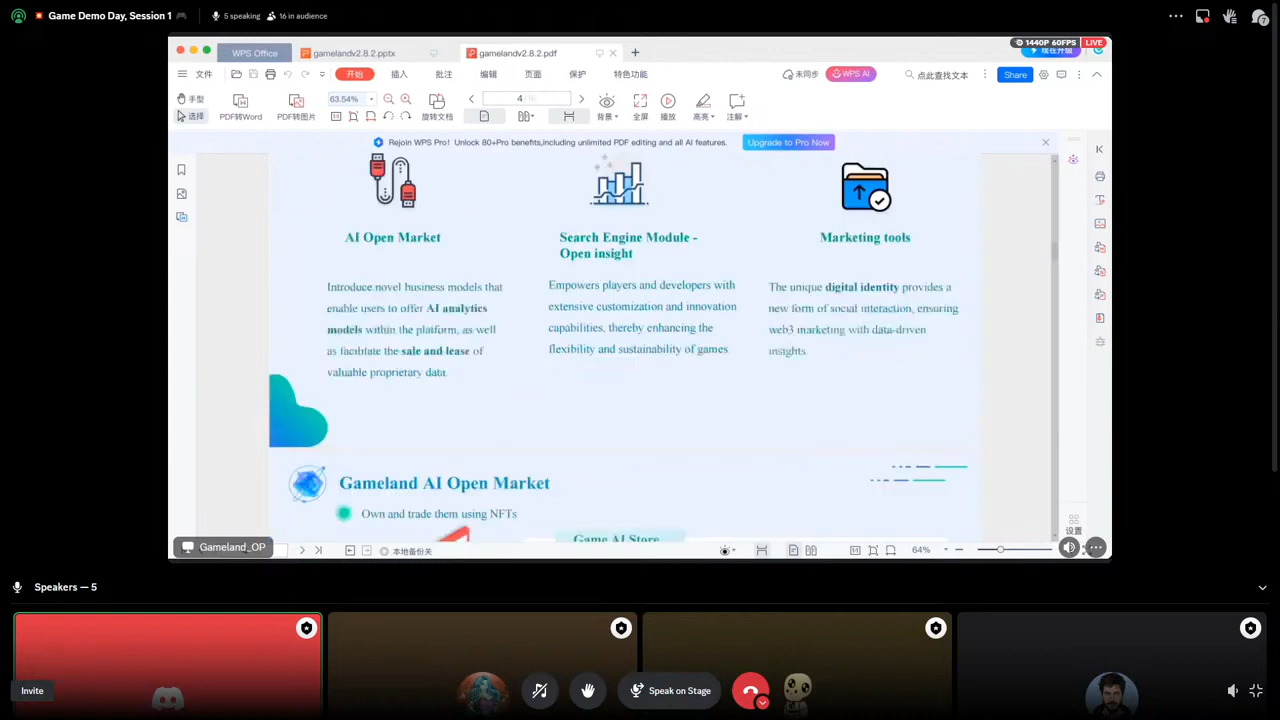 Game Demo Day, Session 1
5 speaking
16 in audience
7
1440P 60FPS
LIVE
WPS Office
gamelandv2.8.2.pptx
gamelandv2.8.2.pdf
文件
开始
插入
批注
编辑
页面
保护
特色功能
未同步
WPS AI
点此查找文本
Share
手型
选择
PDF转Word
PDF转图片
63.54%
旋转文档
4
背景
全屏
播放
高亮
注解
Rejoin WPS Pro! Unlock 80+Pro benefits,including unlimited PDF editing and all AI features.
Upgrade to Pro Now
AI Open Market
Introduce novel business models that
enable users to offer AI analytics
models within the platform, as well
as facilitate the sale and lease of
valuable proprietary data.
Search Engine Module -
Open insight
Empowers players and developers with
extensive customization and innovation
capabilities, thereby enhancing the
flexibility and sustainability of games
Marketing tools
The unique digital identity provides a
new form of social interaction, ensuring
web3 marketing with data-driven
insights.
Gameland AI Open Market
Own and trade them using NFTs
Game AI Store
设置
Gameland_OP
本地备份关
64%
Speakers — 5
Invite
Speak on Stage